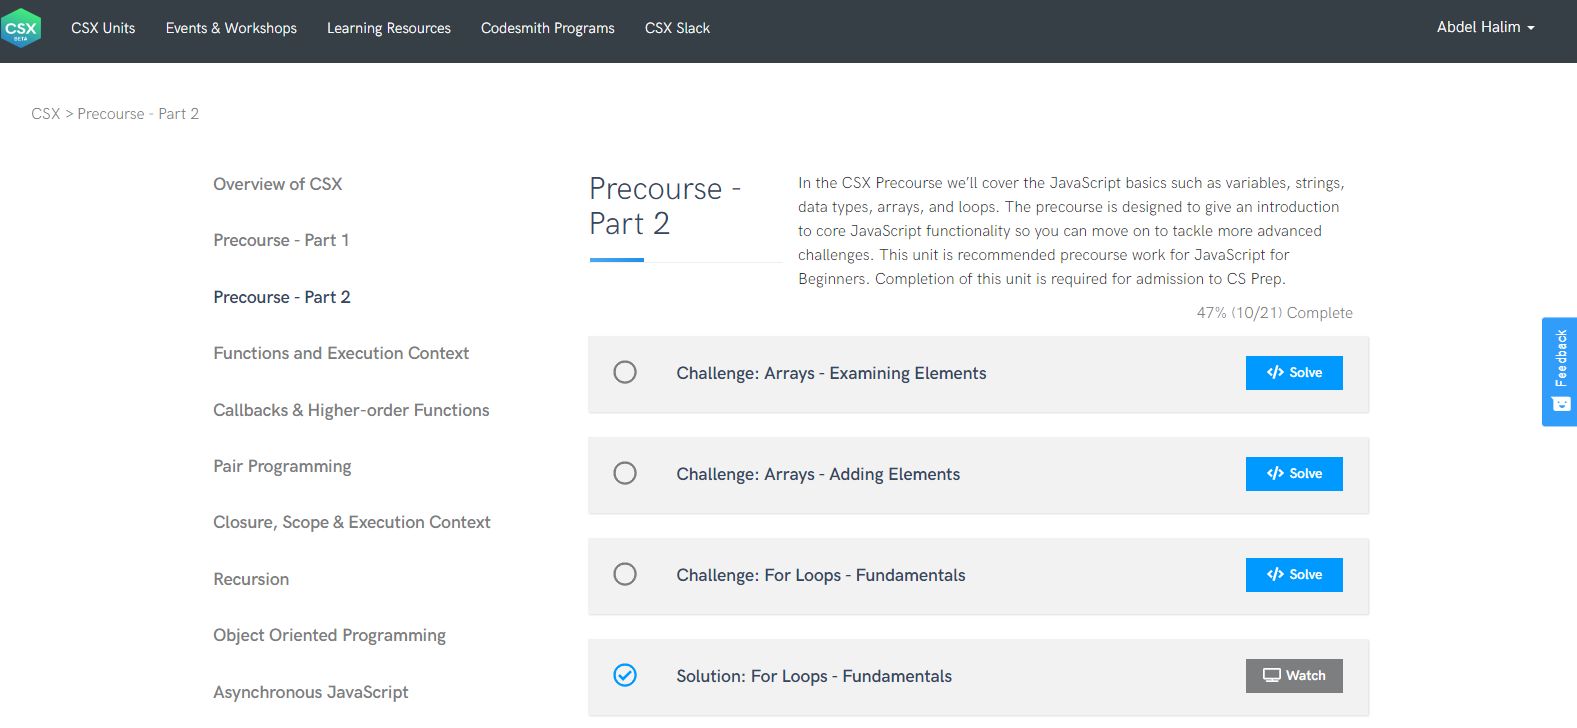 CSX
BETA
CSX Units
Events & Workshops
Learning Resources
Codesmith Programs
CSX Slack
Abdel Halim
CSX > Precourse - Part 2
Overview of CSX
Precourse - Part 1
Precourse - Part 2
Functions and Execution Context
Callbacks & Higher-order Functions
Pair Programming
Closure, Scope & Execution Context
Recursion
Object Oriented Programming
Asynchronous JavaScript
Precourse -
Part 2
In the CSX Precourse we’ll cover the JavaScript basics such as variables, strings,
data types, arrays, and loops. The precourse is designed to give an introduction
to core JavaScript functionality so you can move on to tackle more advanced
challenges. This unit is recommended precourse work for JavaScript for
Beginners. Completion of this unit is required for admission to CS Prep.
47% (10/21) Complete
Challenge: Arrays - Examining Elements
</> Solve
Challenge: Arrays - Adding Elements
</> Solve
Challenge: For Loops - Fundamentals
</> Solve
Solution: For Loops - Fundamentals
Watch
Feedback